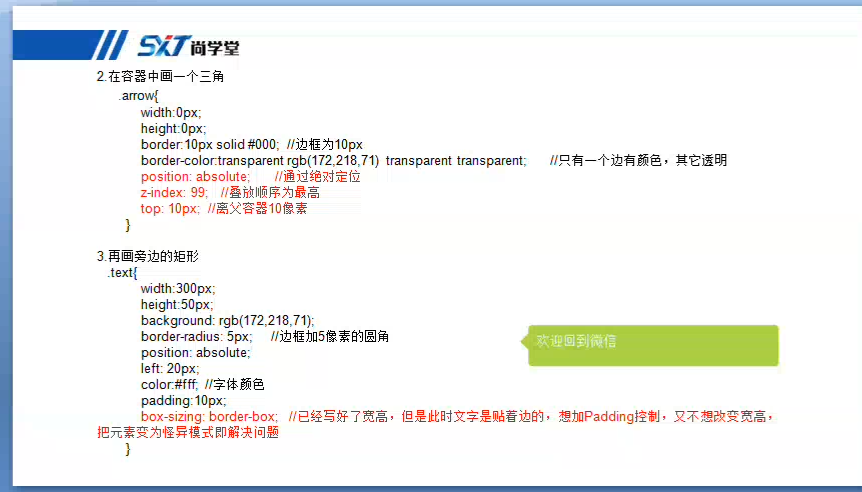 SXT尚学堂
2.在容器中画一个三角
.arrow{
width:0px;
height:0px;
border:10px solid #000; //边框为10px
border-color:transparent rgb(172,218,71) transparent transparent; //只有一个边有颜色，其它透明
position: absolute; //通过绝对定位
z-index: 99; //叠放顺序为最高
top: 10px; //离父容器10像素
}
3.再画旁边的矩形
.text{
width:300px;
height:50px;
background: rgb(172,218,71);
border-radius: 5px; //边框加5像素的圆角
position: absolute;
left: 20px;
color:#fff; //字体颜色
padding:10px;
box-sizing: border-box; //已经写好了宽高，但是此时文字是贴着边的，想加Padding控制，又不想改变宽高，
把元素变为怪异模式即解决问题
}
欢迎回到微信